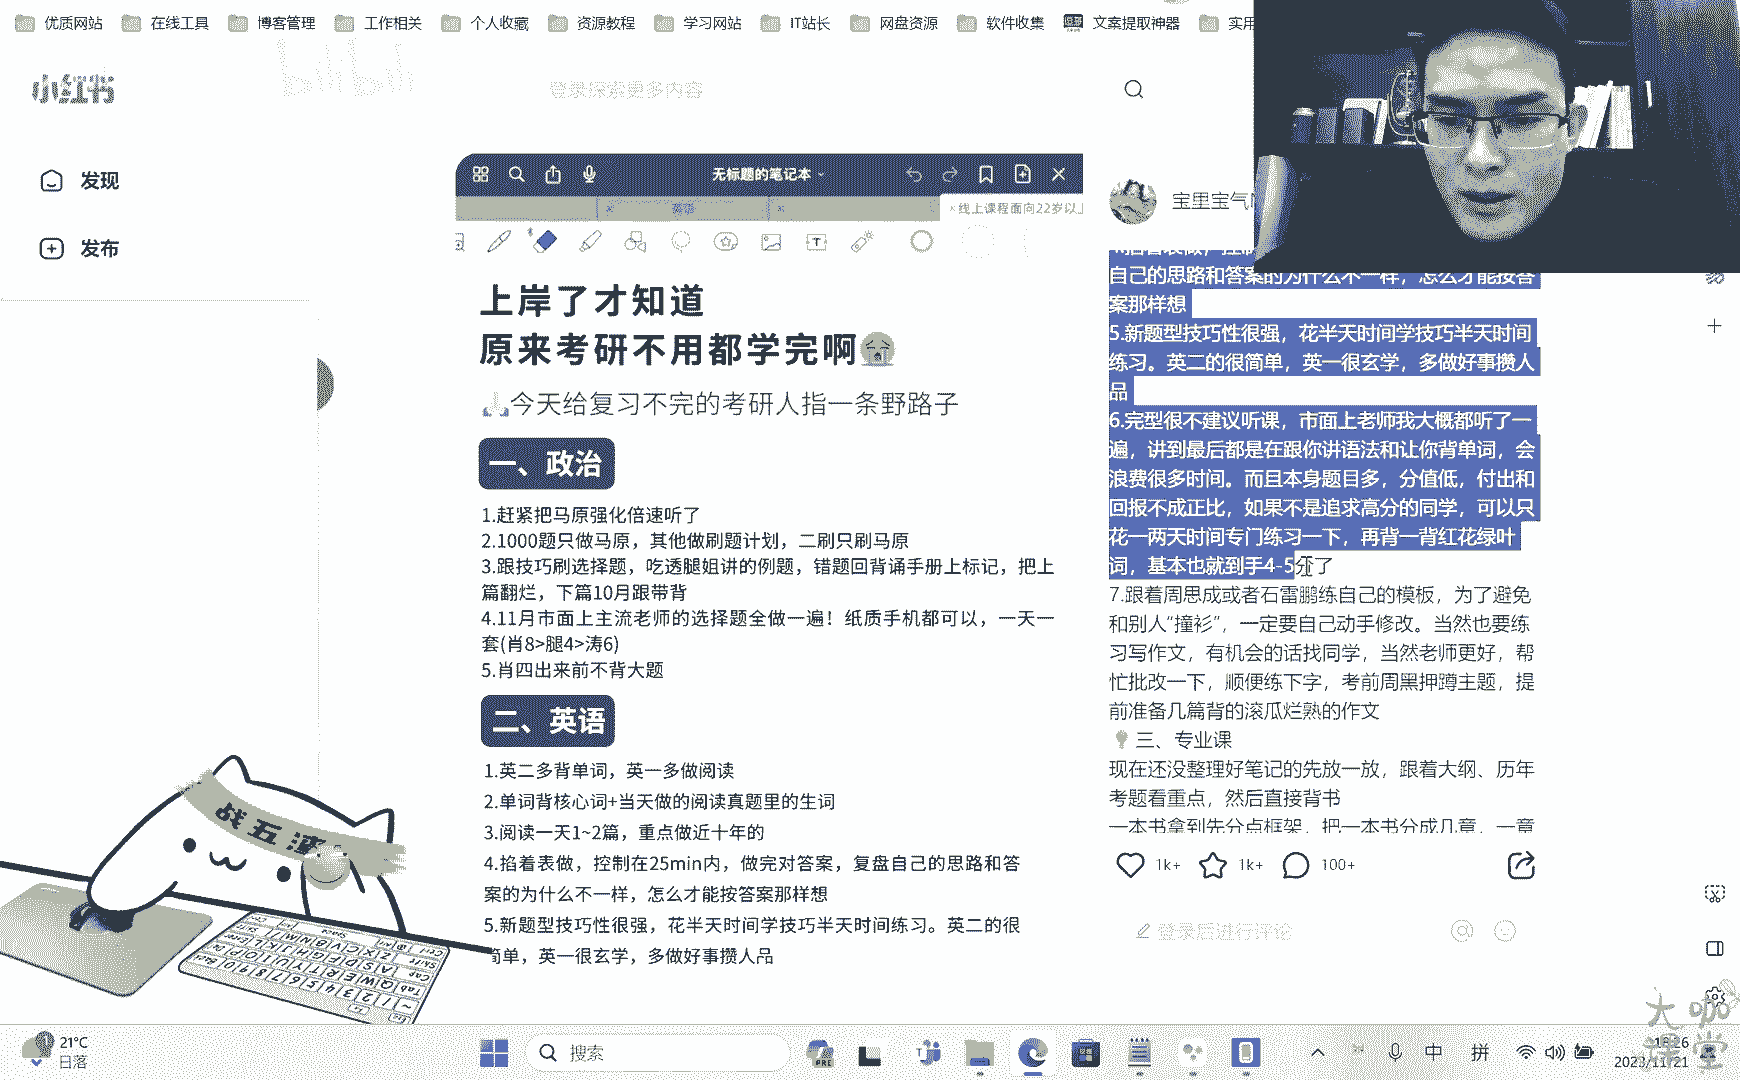 优质网站
在线工具
博客管理
工作相关
个人收藏
资源教程
学习网站
IT站长
网盘资源
软件收集
文案提取神器
实用
小红书
bilibili
登录探索更多内容
发现
发布
无标题的笔记本
英语
线上课程面向22岁以
上岸了才知道
原来考研不用都学完啊😭
🙏今天给复习不完的考研人指一条野路子
一、政治
1.赶紧把马原强化倍速听了
2.1000题只做马原，其他做刷题计划，二刷只刷马原
3.跟技巧刷选择题，吃透腿姐讲的例题，错题回背诵手册上标记，把上
篇翻烂，下篇10月跟带背
4.11月市面上主流老师的选择题全做一遍！纸质手机都可以，一天一
套(肖8>腿4>涛6)
5.肖四出来前不背大题
二、英语
1.英二多背单词，英一多做阅读
2.单词背核心词+当天做的阅读真题里的生词
3.阅读一天1~2篇，重点做近十年的
4.掐着表做，控制在25min内，做完对答案，复盘自己的思路和答
案的为什么不一样，怎么才能按答案那样想
5.新题型技巧性很强，花半天时间学技巧半天时间练习。英二的很
简单，英一很玄学，多做好事攒人品
宝里宝气
自己的思路和答案的为什么不一样，怎么才能按答
案那样想
5.新题型技巧性很强，花半天时间学技巧半天时间
练习。英二的很简单，英一很玄学，多做好事攒人
品
6.完型很不建议听课，市面上老师我大概都听了一
遍，讲到最后都是在跟你讲语法和让你背单词，会
浪费很多时间。而且本身题目多，分值低，付出和
回报不成正比，如果不是追求高分的同学，可以只
花一两天时间专门练习一下，再背一背红花绿叶
词，基本也就到手4-5分了
7.跟着周思成或者石雷鹏练自己的模板，为了避免
和别人“撞衫”，一定要自己动手修改。当然也要练
习写作文，有机会的话找同学，当然老师更好，帮
忙批改一下，顺便练下字，考前周黑押蹲主题，提
前准备几篇背的滚瓜烂熟的作文
💡三、专业课
现在还没整理好笔记的先放一放，跟着大纲、历年
考题看重点，然后直接背书
一本书拿到先分点框架，把一本书分成几章，一章
1k+
1k+
100+
登录后进行评论
战五渣
大咖课堂
21°C
日落
搜索
中
拼
2023/11/21